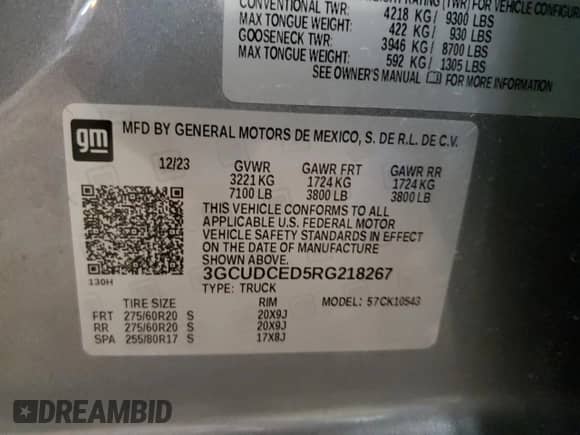 RATING (TWR) FOR VEHICLE CONFIGUR
CONVENTIONAL TWR: 4218 KG / 9300 LBS
MAX TONGUE WEIGHT: 422 KG / 930 LBS
GOOSENECK TWR: 3946 KG / 8700 LBS
MAX TONGUE WEIGHT: 592 KG / 1305 LBS
SEE OWNER'S MANUAL FOR MORE INFORMATION
gm
MFD BY GENERAL MOTORS DE MEXICO, S. DE R.L. DE C.V.
12/23 GVWR GAWR FRT GAWR RR
3221 KG 1724 KG 1724 KG
7100 LB 3800 LB 3800 LB
THIS VEHICLE CONFORMS TO ALL
APPLICABLE U.S. FEDERAL MOTOR
VEHICLE SAFETY STANDARDS IN EFFECT
ON THE DATE OF MANUFACTURE
SHOWN ABOVE.
3GCUDCED5RG218267
130H
TYPE: TRUCK MODEL: 57CK10543
TIRE SIZE RIM
FRT 275/60R20 S 20X9J
RR 275/60R20 S 20X9J
SPA 255/80R17 S 17X8J
DREAMBID